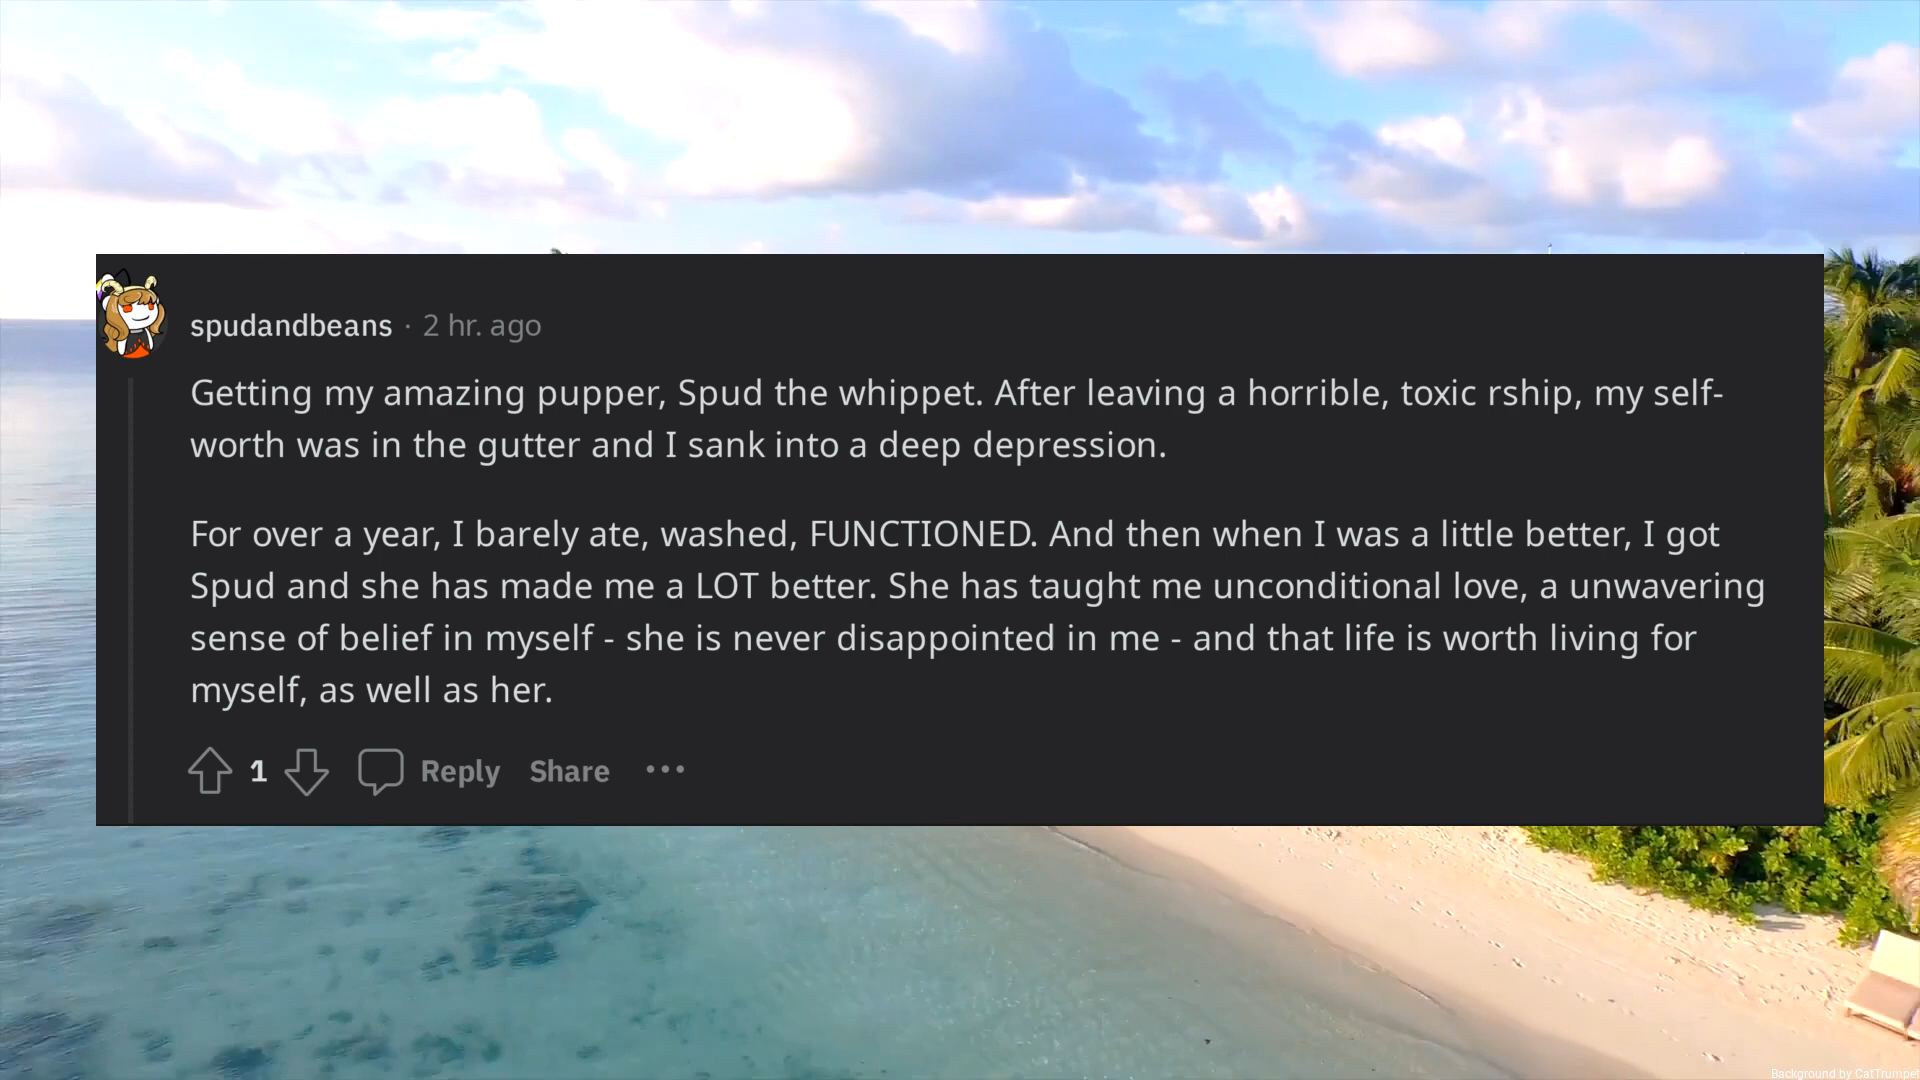 spudandbeans · 2 hr. ago
Getting my amazing pupper, Spud the whippet. After leaving a horrible, toxic rship, my self-
worth was in the gutter and I sank into a deep depression.
For over a year, I barely ate, washed, FUNCTIONED. And then when I was a little better, I got
Spud and she has made me a LOT better. She has taught me unconditional love, a unwavering
sense of belief in myself - she is never disappointed in me - and that life is worth living for
myself, as well as her.
1 Reply Share ···
Background by CatTrumpet